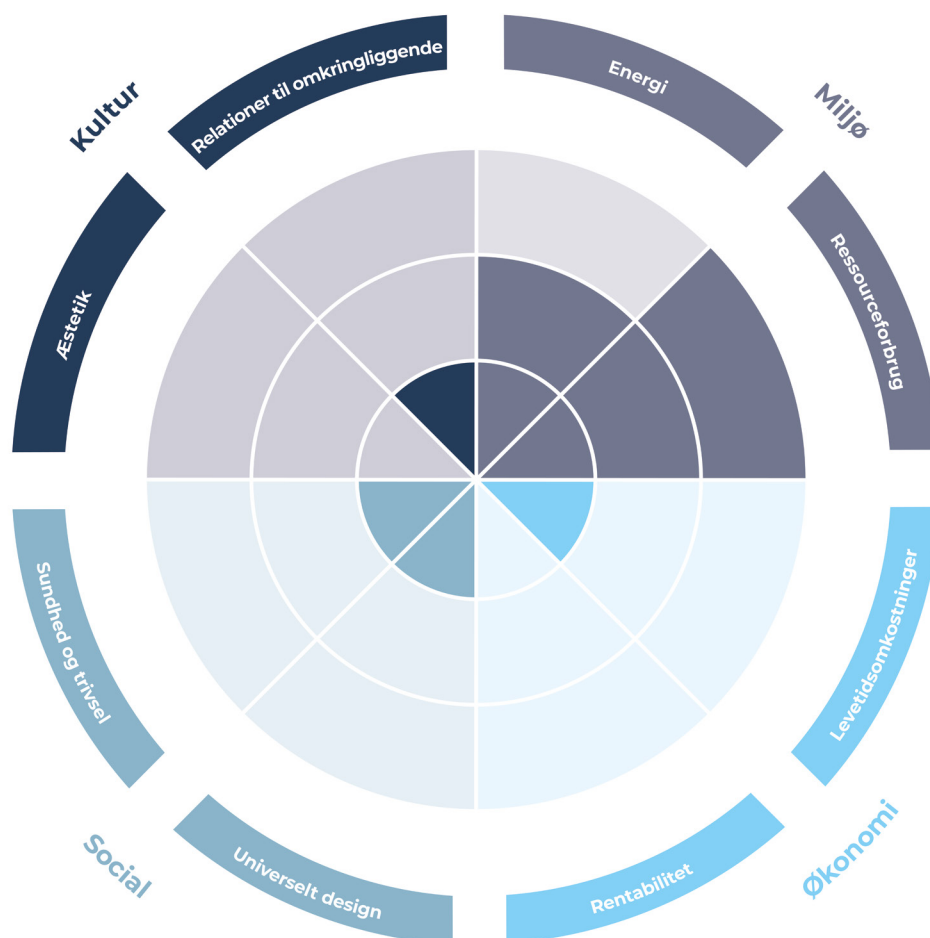 Kultur
Relationer til omkringliggende
Energi
Miljø
Æstetik
Ressourceforbrug
Sundhed og trivsel
Levetidsomkostninger
Social
Universelt design
Rentabilitet
Økonomi